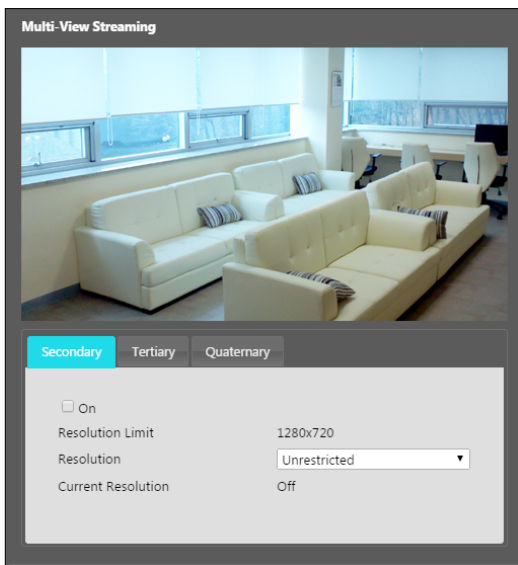 Multi-View Streaming
Secondary Tertiary Quaternary
On
Resolution Limit 1280x720
Resolution Unrestricted
Current Resolution Off